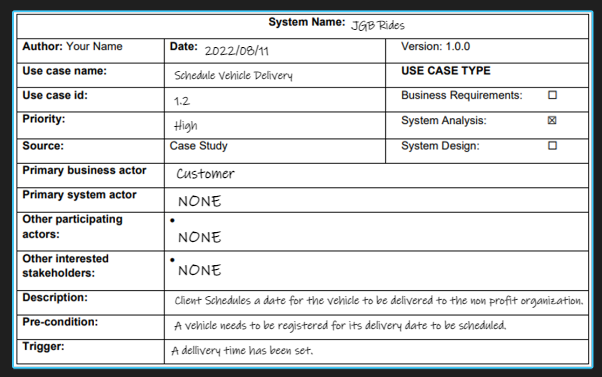 System Name: JGB Rides
Author: Your Name Date: 2022/08/11 Version: 1.0.0
Use case name: Schedule Vehicle Delivery USE CASE TYPE
Use case id: 1.2 Business Requirements: ☐
Priority: High System Analysis: ☒
Source: Case Study System Design: ☐
Primary business actor Customer
Primary system actor NONE
Other participating
actors:
• NONE
Other interested
stakeholders:
• NONE
Description: Client Schedules a date for the vehicle to be delivered to the non profit organization.
Pre-condition: A vehicle needs to be registered for its delivery date to be scheduled.
Trigger: A dellivery time has been set.